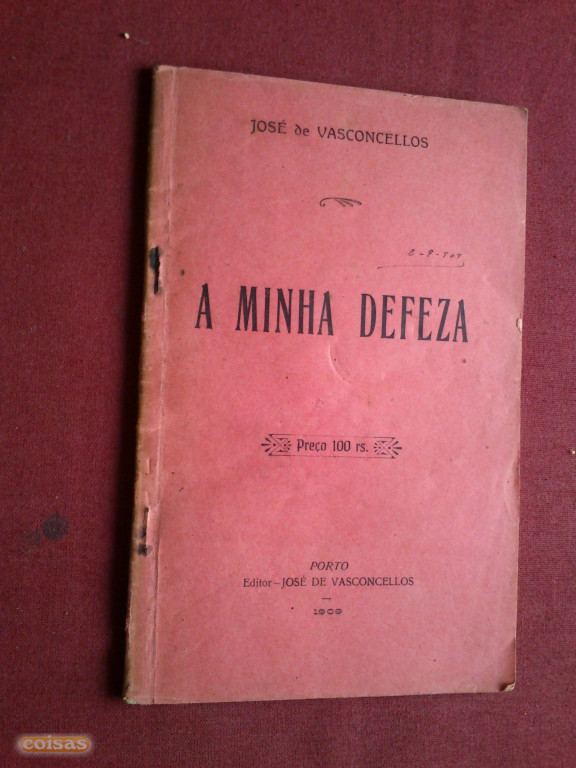 JOSÉ de VASCONCELLOS
A MINHA DEFEZA
Preço 100 rs.
PORTO
Editor-JOSÉ DE VASCONCELLOS
1909
coisas